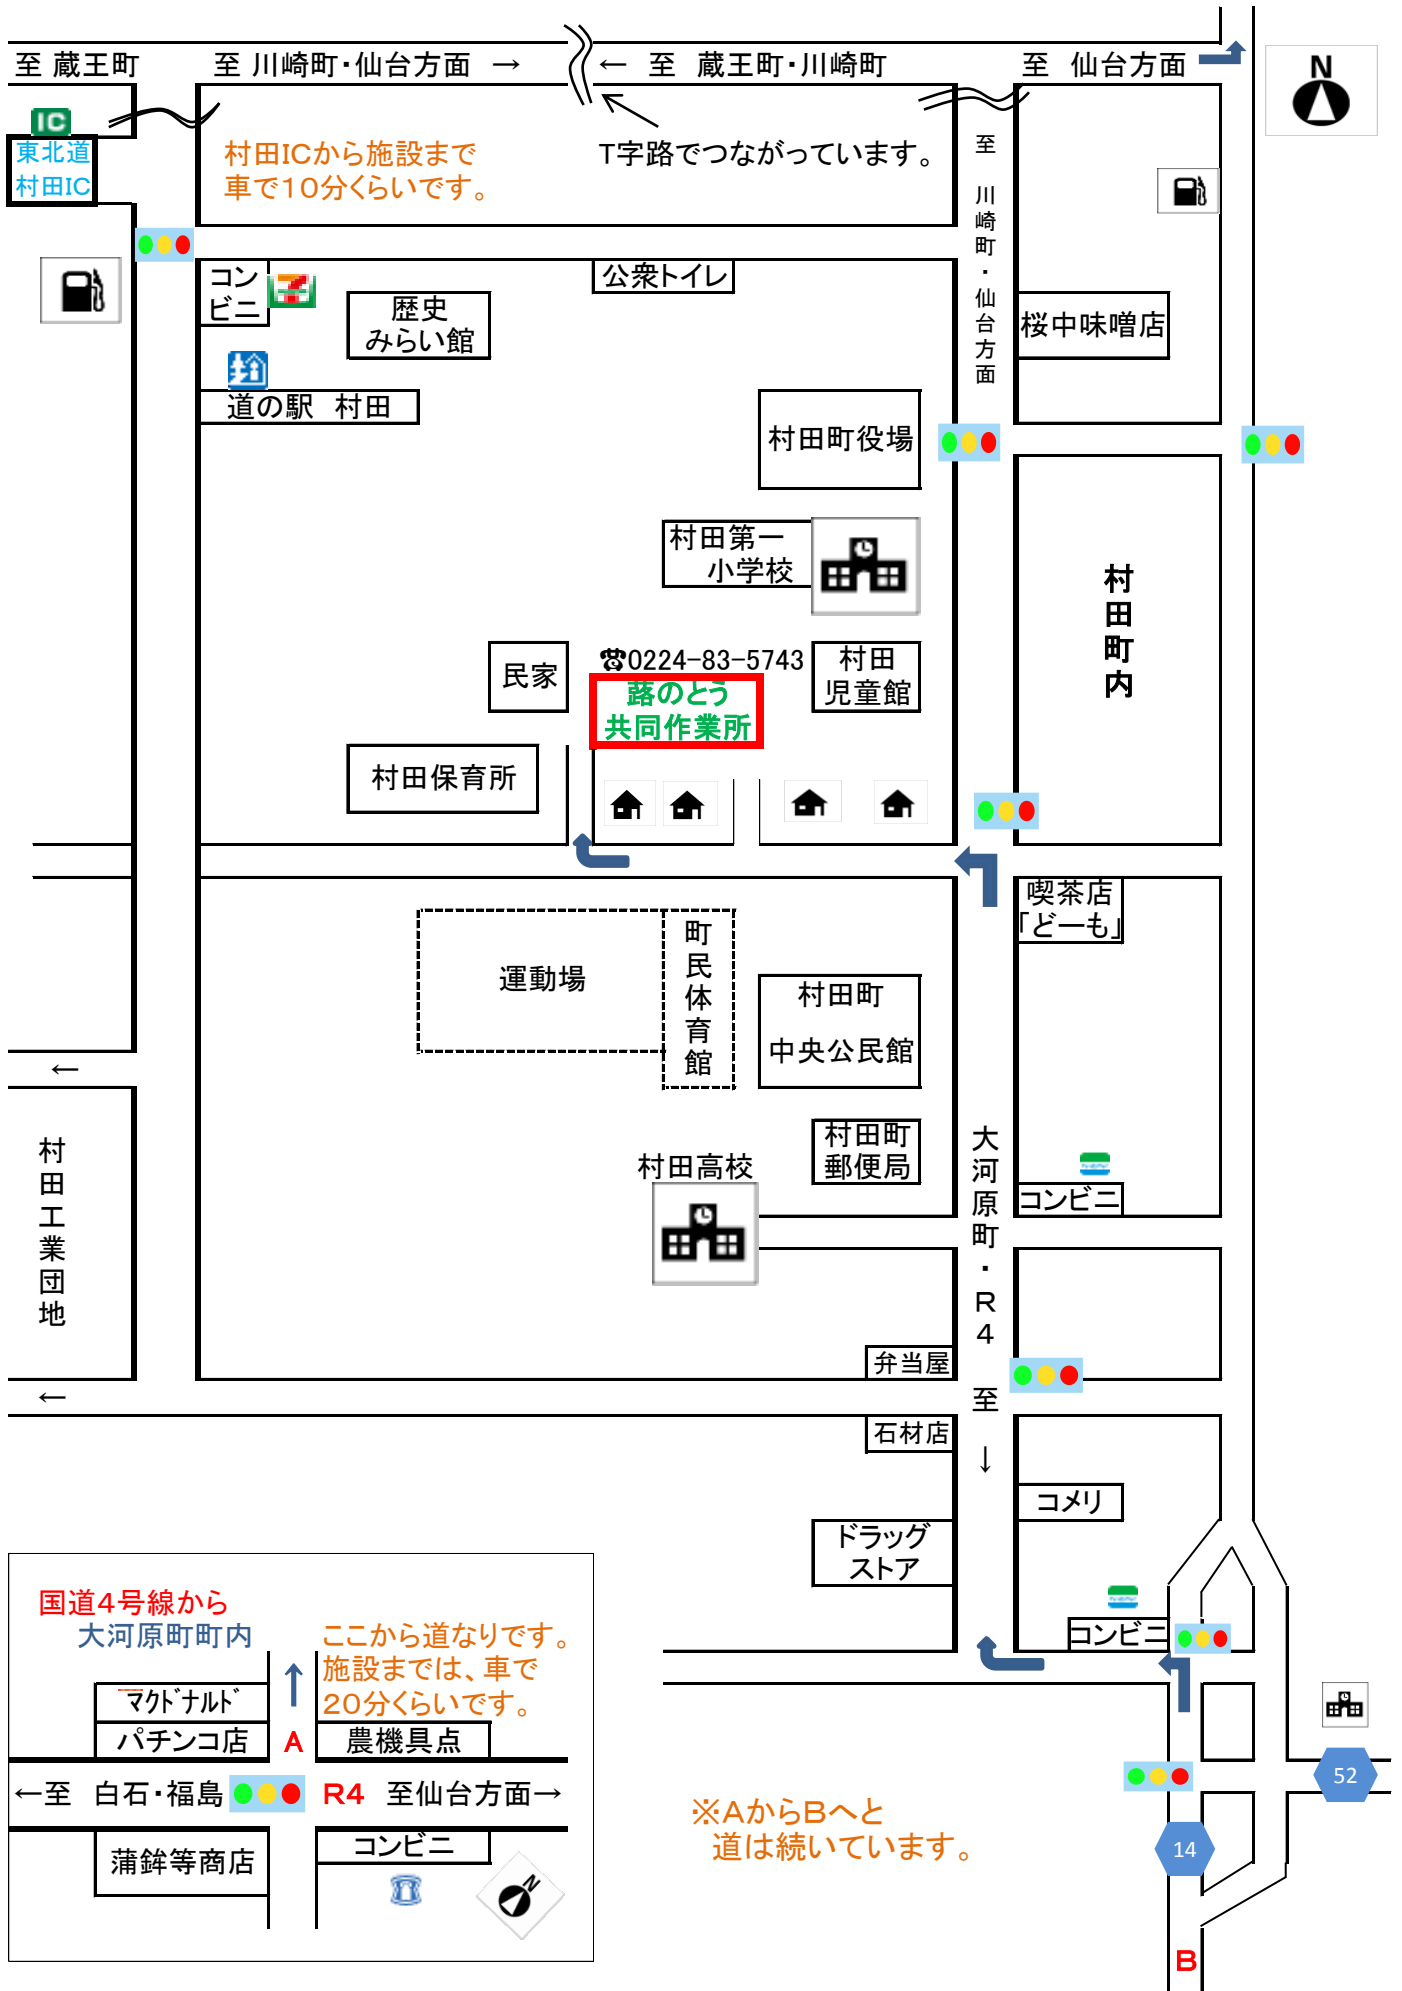 至 蔵王町
至 川崎町・仙台方面 →
← 至 蔵王町・川崎町
至 仙台方面
N
IC
東北道
村田IC
村田ICから施設まで
車で10分くらいです。
T字路でつながっています。
至 川崎町・仙台方面
コン
ビニ
公衆トイレ
歴史
みらい館
桜中味噌店
道の駅 村田
村田町役場
村田第一
小学校
村田町内
民家
☎0224-83-5743
村田
児童館
蕗のとう
共同作業所
村田保育所
喫茶店
「どーも」
運動場
町民体育館
村田町
中央公民館
←
村田工業団地
村田町
郵便局
村田高校
大河原町・R4 至 ↓
コンビニ
弁当屋
←
石材店
コメリ
ドラッグ
ストア
コンビニ
国道4号線から
大河原町町内
ここから道なりです。
施設までは、車で
20分くらいです。
マクドナルド
パチンコ店
A
農機具点
←至 白石・福島
R4 至仙台方面→
蒲鉾等商店
コンビニ
N
※AからBへと
道は続いています。
52
14
B